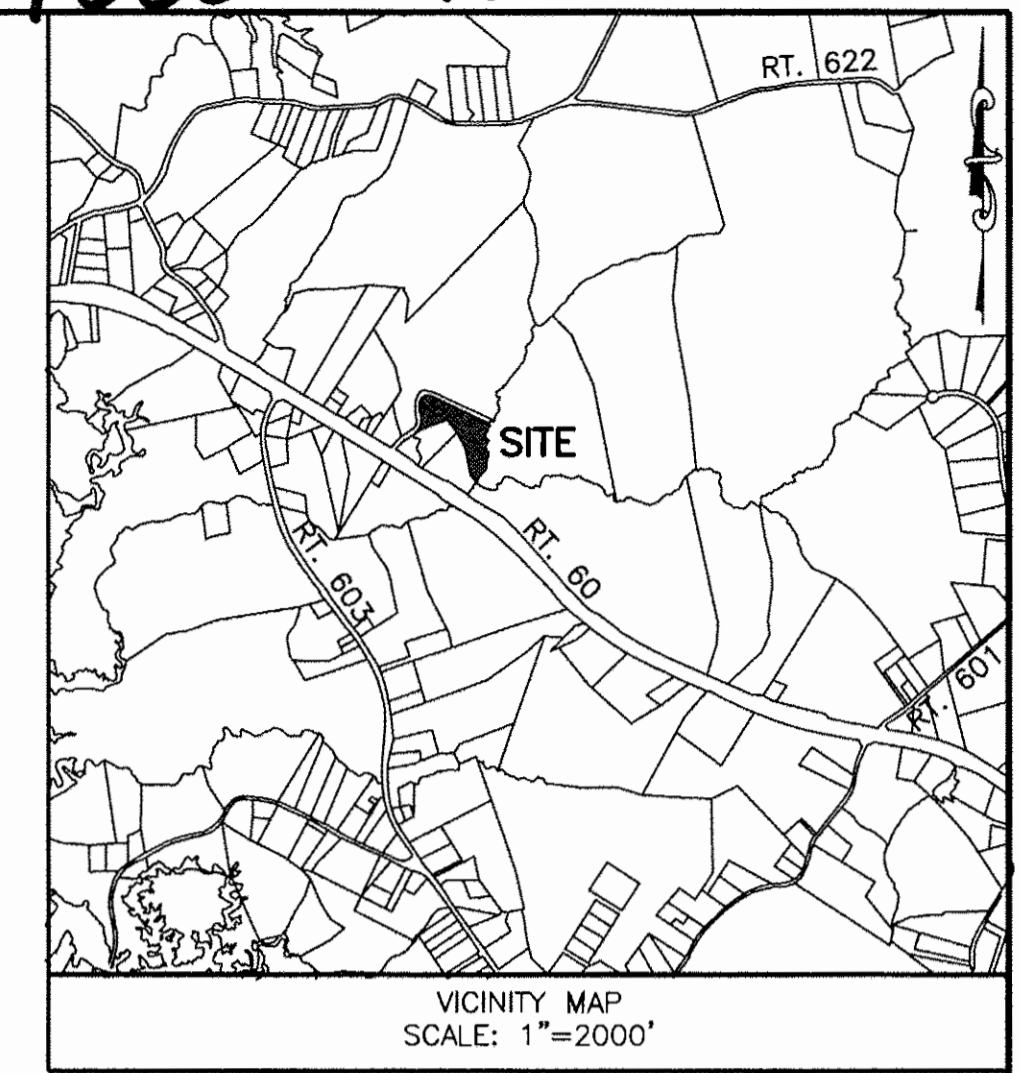 RT. 622
SITE
RT. 60
RT. 603
RT. 601
VICINITY MAP
SCALE: 1"=2000'